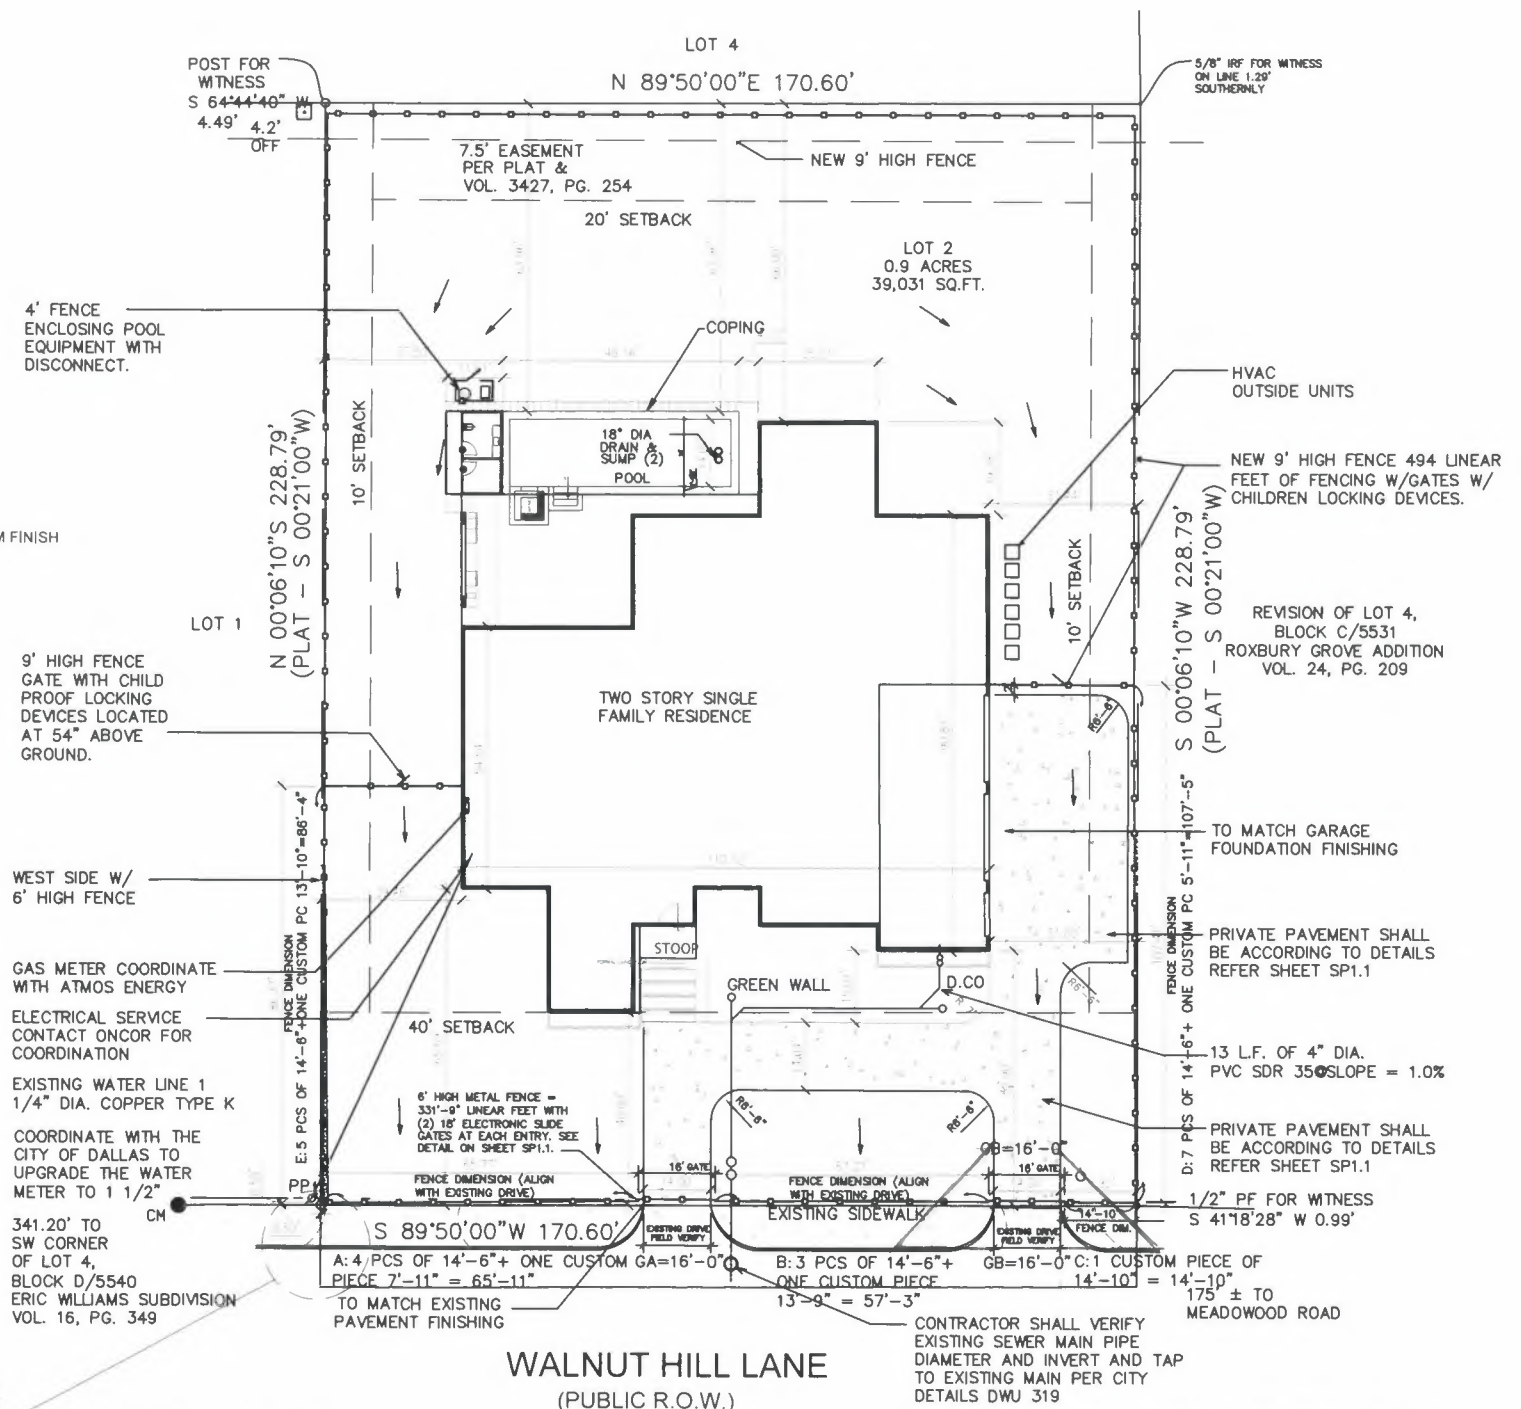 LOT 4
N 89°50'00"E 170.60'
POST FOR
WITNESS
S 64°44'40" W
4.49'
4.2'
OFF
5/8" IRF FOR WITNESS
ON LINE 1.29'
SOUTHERNLY
7.5' EASEMENT
PER PLAT &
VOL. 3427, PG. 254
NEW 9' HIGH FENCE
20' SETBACK
LOT 2
0.9 ACRES
39,031 SQ.FT.
4' FENCE
ENCLOSING POOL
EQUIPMENT WITH
DISCONNECT.
COPING
HVAC
OUTSIDE UNITS
10' SETBACK
N 00°06'10"S 228.79'
(PLAT - S 00°21'00"W)
18" DIA
DRAIN &
SUMP (2)
POOL
NEW 9' HIGH FENCE 494 LINEAR
FEET OF FENCING W/GATES W/
CHILDREN LOCKING DEVICES.
M FINISH
LOT 1
10' SETBACK
S 00°06'10"W 228.79'
(PLAT - S 00°21'00"W)
REVISION OF LOT 4,
BLOCK C/5531
ROXBURY GROVE ADDITION
VOL. 24, PG. 209
9' HIGH FENCE
GATE WITH CHILD
PROOF LOCKING
DEVICES LOCATED
AT 54" ABOVE
GROUND.
TWO STORY SINGLE
FAMILY RESIDENCE
R6'-6"
TO MATCH GARAGE
FOUNDATION FINISHING
WEST SIDE W/
6' HIGH FENCE
FENCE DIMENSION
E:5 PCS OF 14'-6"+ONE CUSTOM PC 13'-10"=86'-4"
FENCE DIMENSION
D:7 PCS OF 14'-6"+ ONE CUSTOM PC 5'-11"=107'-5"
PRIVATE PAVEMENT SHALL
BE ACCORDING TO DETAILS
REFER SHEET SP1.1
GAS METER COORDINATE
WITH ATMOS ENERGY
STOOP
GREEN WALL
D.CO
R6'-6"
ELECTRICAL SERVICE
CONTACT ONCOR FOR
COORDINATION
40' SETBACK
13 L.F. OF 4" DIA.
PVC SDR 35@SLOPE = 1.0%
EXISTING WATER LINE 1
1/4" DIA. COPPER TYPE K
6' HIGH METAL FENCE =
331'-9" LINEAR FEET WITH
(2) 18' ELECTRONIC SLIDE
GATES AT EACH ENTRY. SEE
DETAIL ON SHEET SP1.1.
R6'-6"
R6'-6"
PRIVATE PAVEMENT SHALL
BE ACCORDING TO DETAILS
REFER SHEET SP1.1
COORDINATE WITH THE
CITY OF DALLAS TO
UPGRADE THE WATER
METER TO 1 1/2"
GB=16'-0"
16' GATE
16' GATE
FENCE DIMENSION (ALIGN
WITH EXISTING DRIVE)
FENCE DIMENSION (ALIGN
WITH EXISTING DRIVE)
PP
CM
1/2" PF FOR WITNESS
S 41°18'28" W 0.99'
EXISTING SIDEWALK
14'-10
FENCE DIM.
S 89°50'00"W 170.60'
EXISTING DRIVE
FIELD VERIFY
EXISTING DRIVE
FIELD VERIFY
341.20' TO
SW CORNER
OF LOT 4,
BLOCK D/5540
ERIC WILLIAMS SUBDIVISION
VOL. 16, PG. 349
A: 4 PCS OF 14'-6"+ ONE CUSTOM
PIECE 7'-11" = 65'-11"
GA=16'-0"
B: 3 PCS OF 14'-6"+
ONE CUSTOM PIECE
13'-9" = 57'-3"
GB=16'-0"
C:1 CUSTOM PIECE OF
14'-10" = 14'-10"
175' ± TO
MEADOWOOD ROAD
TO MATCH EXISTING
PAVEMENT FINISHING
CONTRACTOR SHALL VERIFY
EXISTING SEWER MAIN PIPE
DIAMETER AND INVERT AND TAP
TO EXISTING MAIN PER CITY
DETAILS DWU 319
WALNUT HILL LANE
(PUBLIC R.O.W.)